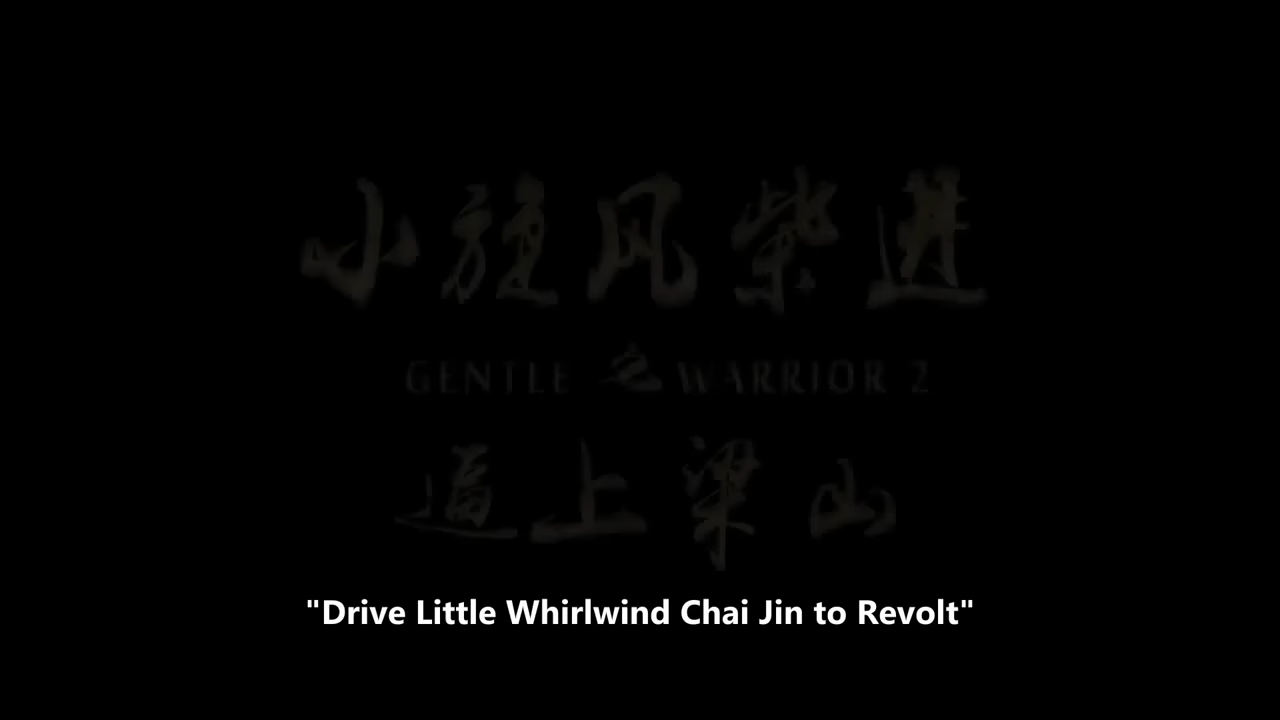 小旋风柴进
GENTLE 之 WARRIOR 2
逼上梁山
"Drive Little Whirlwind Chai Jin to Revolt"